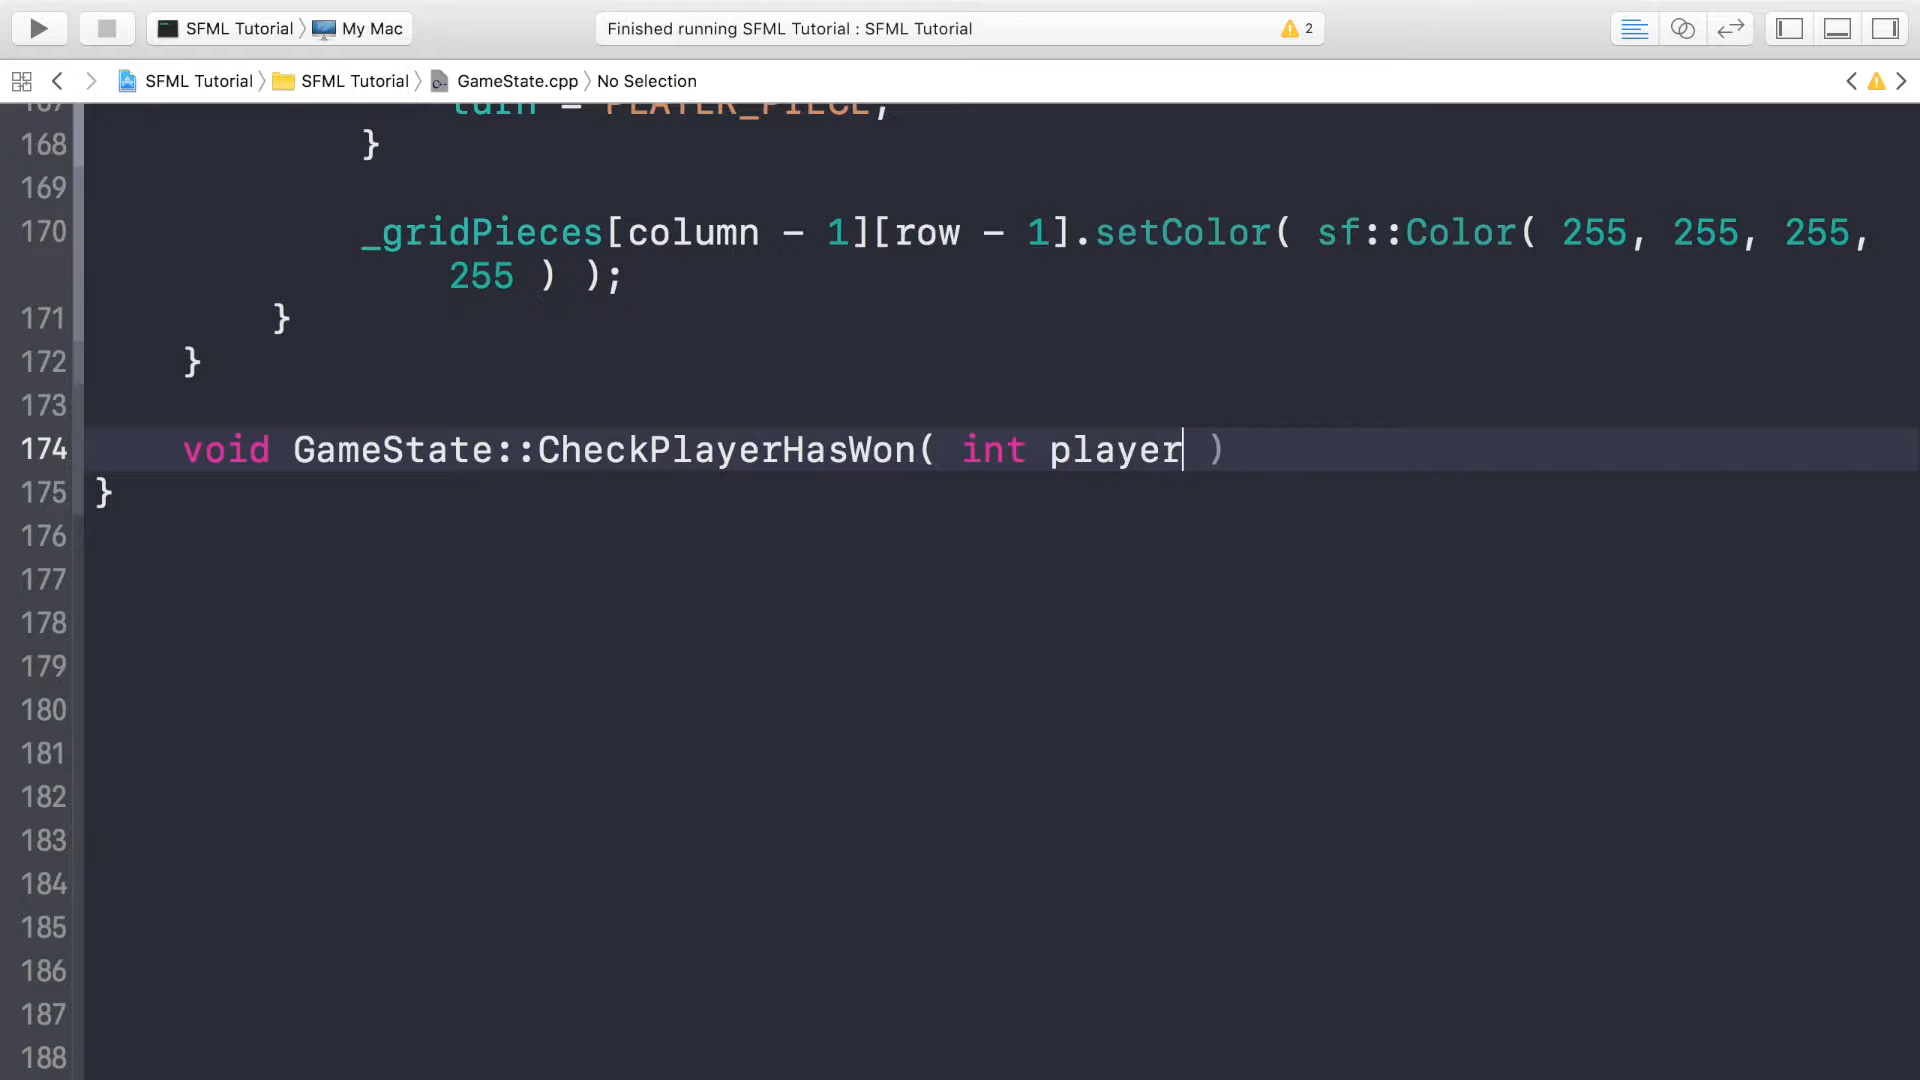 SFML Tutorial 〉 My Mac
Finished running SFML Tutorial : SFML Tutorial
2
SFML Tutorial 〉 SFML Tutorial 〉 GameState.cpp 〉 No Selection
167 turn = PLAYER_PIECE;
168 }
169
170 _gridPieces[column - 1][row - 1].setColor( sf::Color( 255, 255, 255,
255 ) );
171 }
172 }
173
174 void GameState::CheckPlayerHasWon( int player )
175 }
176
177
178
179
180
181
182
183
184
185
186
187
188